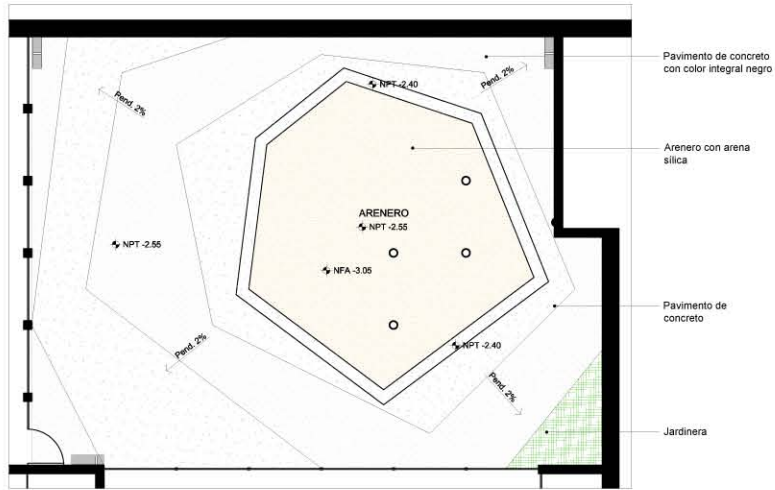 Pavimento de concreto
con color integral negro
NPT -2.40
Pend. 2%
Pend. 2%
Arenero con arena
sílica
ARENERO
NPT -2.55
NPT -2.55
NFA -3.05
Pavimento de
concreto
Pend. 2%
NPT -2.40
Pend. 2%
Jardinera